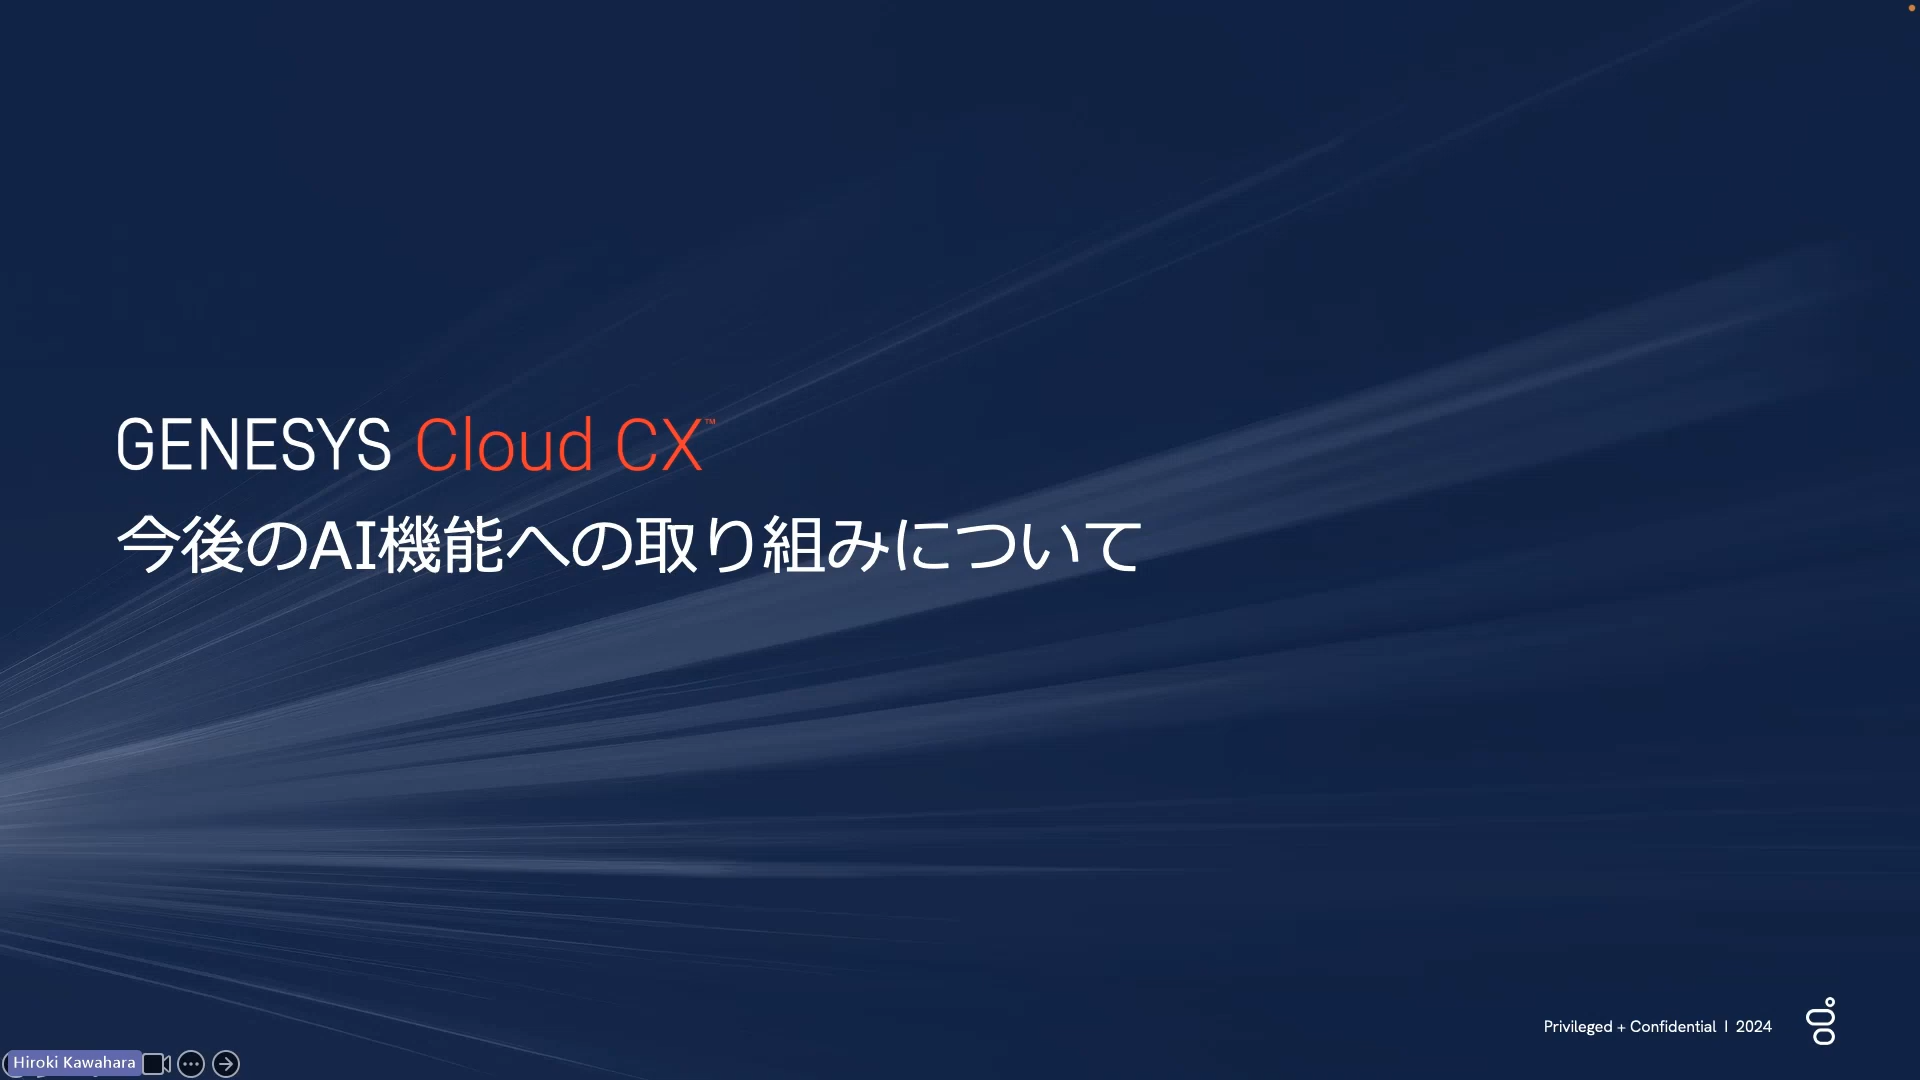 GENESYS Cloud CX™
今後のAI機能への取り組みについて
Privileged + Confidential | 2024
Hiroki Kawahara